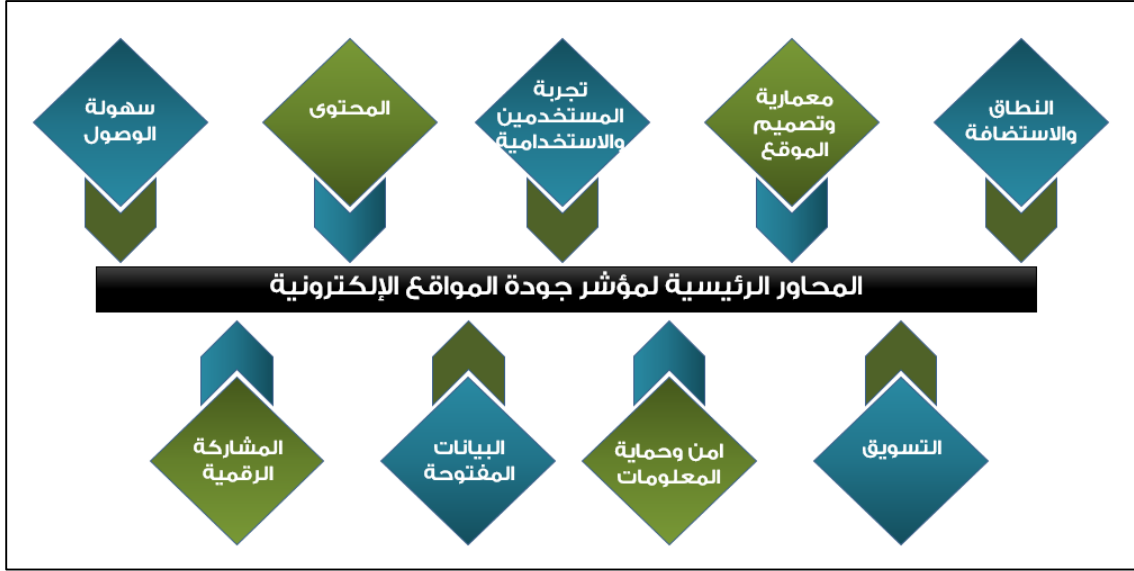 النطاق
والاستضافة
معمارية
وتصميم
الموقع
تجربة
المستخدمين
والاستخدامية
المحتوى
سهولة
الوصول
المحاور الرئيسية لمؤشر جودة المواقع الإلكترونية
التسويق
امن وحماية
المعلومات
البيانات
المفتوحة
المشاركة
الرقمية